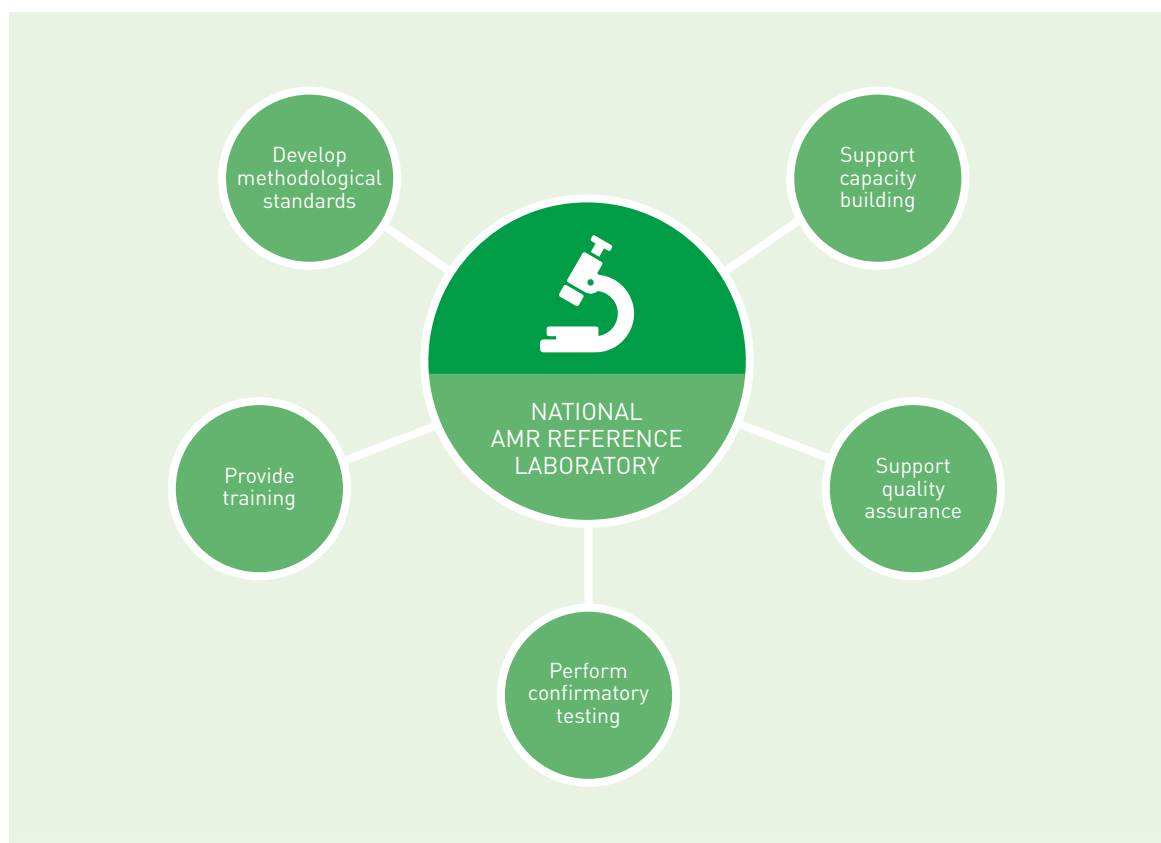 Develop
methodological
standards
Support
capacity
building
NATIONAL
AMR REFERENCE
LABORATORY
Provide
training
Support
quality
assurance
Perform
confirmatory
testing